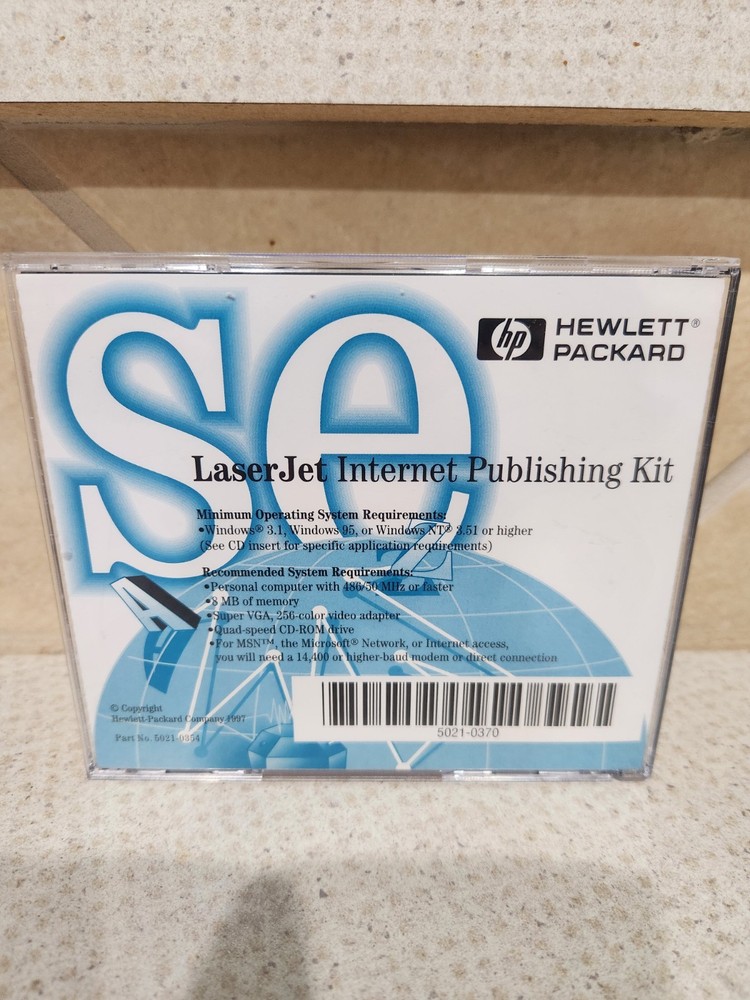 se
hp HEWLETT®
PACKARD
LaserJet Internet Publishing Kit
Minimum Operating System Requirements:
•Windows® 3.1, Windows 95, or Windows NT® 3.51 or higher
(See CD insert for specific application requirements)
Z
Recommended System Requirements:
•Personal computer with 486/50 MHz or faster
•8 MB of memory
•Super VGA, 256-color video adapter
•Quad-speed CD-ROM drive
•For MSN™, the Microsoft® Network, or Internet access,
you will need a 14,400 or higher-baud modem or direct connection
A
© Copyright
Hewlett-Packard Company 1997
Part No. 5021-0354
5021-0370